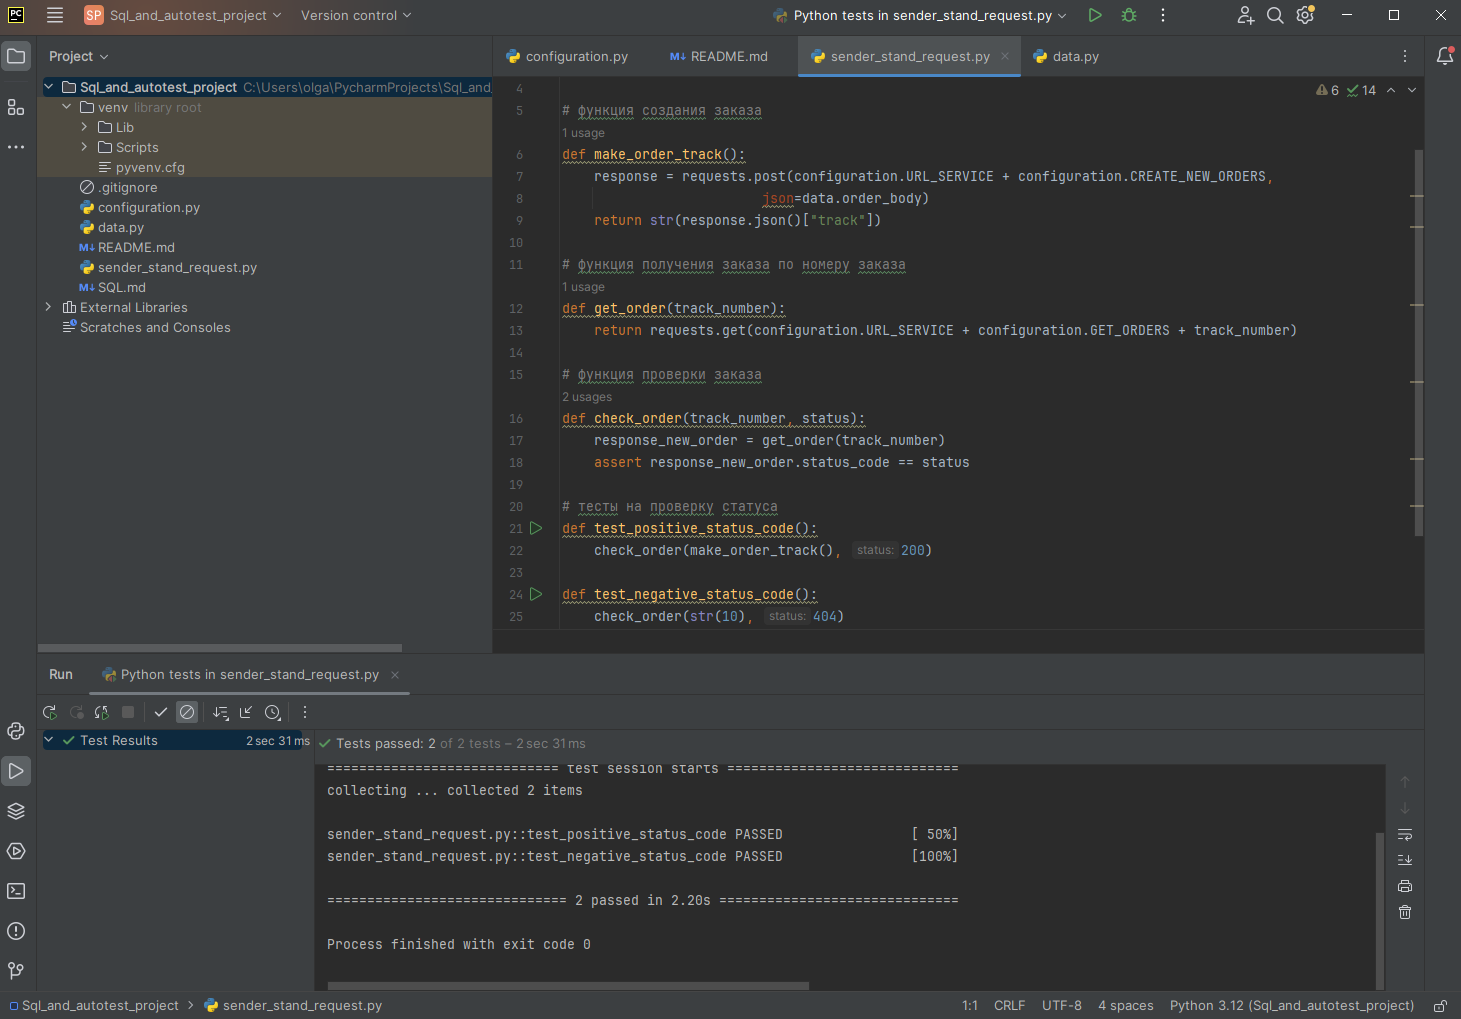 PC
SP Sql_and_autotest_project Version control Python tests in sender_stand_request.py
Project configuration.py M↓ README.md sender_stand_request.py data.py
Sql_and_autotest_project C:\Users\olga\PycharmProjects\Sql_and_
venv library root
Lib
Scripts
pyvenv.cfg
.gitignore
configuration.py
data.py
M↓ README.md
sender_stand_request.py
M↓ SQL.md
External Libraries
Scratches and Consoles
6 14
4
5 # функция создания заказа
1 usage
6 def make_order_track():
7 response = requests.post(configuration.URL_SERVICE + configuration.CREATE_NEW_ORDERS,
8 json=data.order_body)
9 return str(response.json()["track"])
10
11 # функция получения заказа по номеру заказа
1 usage
12 def get_order(track_number):
13 return requests.get(configuration.URL_SERVICE + configuration.GET_ORDERS + track_number)
14
15 # функция проверки заказа
2 usages
16 def check_order(track_number, status):
17 response_new_order = get_order(track_number)
18 assert response_new_order.status_code == status
19
20 # тесты на проверку статуса
21 def test_positive_status_code():
22 check_order(make_order_track(), status: 200)
23
24 def test_negative_status_code():
25 check_order(str(10), status: 404)
Run Python tests in sender_stand_request.py
Test Results 2 sec 31 ms
Tests passed: 2 of 2 tests – 2 sec 31 ms
============================= test session starts =============================
collecting ... collected 2 items
sender_stand_request.py::test_positive_status_code PASSED [ 50%]
sender_stand_request.py::test_negative_status_code PASSED [100%]
============================== 2 passed in 2.20s ==============================
Process finished with exit code 0
Sql_and_autotest_project > sender_stand_request.py 1:1 CRLF UTF-8 4 spaces Python 3.12 (Sql_and_autotest_project)